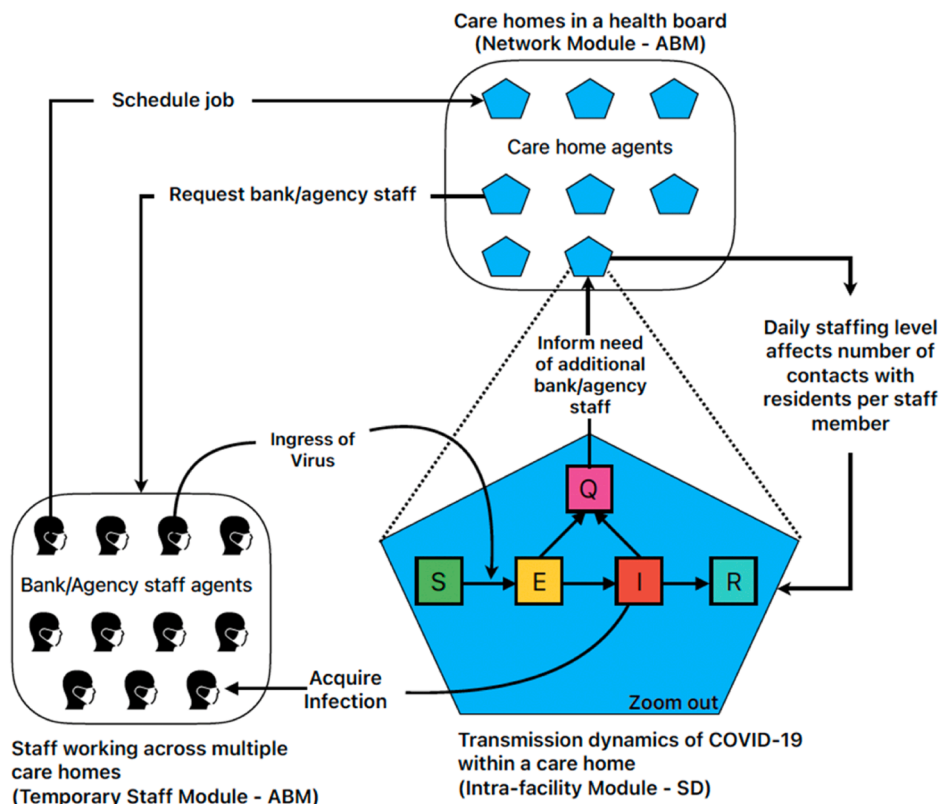 Care homes in a health board
(Network Module - ABM)
Schedule job
Care home agents
Request bank/agency staff
Inform need
of additional
bank/agency
staff
Daily staffing level
affects number of
contacts with
residents per staff
member
Ingress of
Virus
Q
S
E
I
R
Bank/Agency staff agents
Acquire
Infection
Zoom out
Staff working across multiple
care homes
(Temporary Staff Module - ABM)
Transmission dynamics of COVID-19
within a care home
(Intra-facility Module - SD)